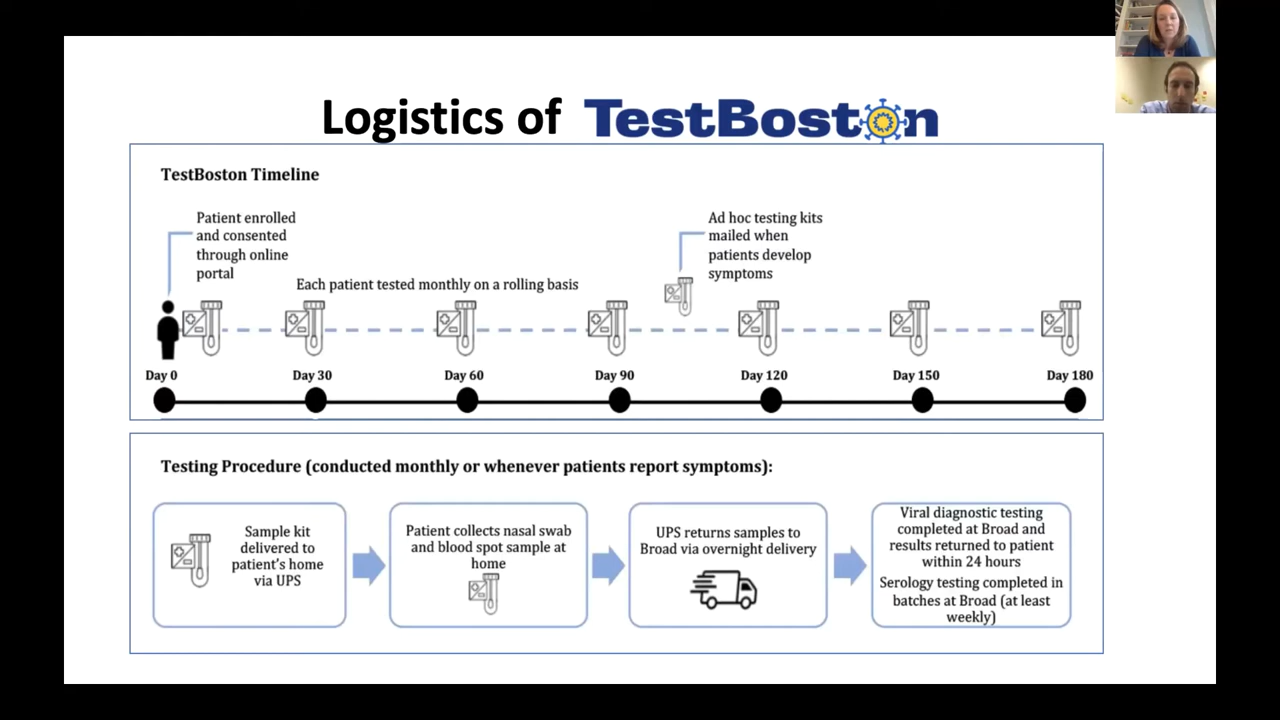 Logistics of TestBoston
TestBoston Timeline
Patient enrolled
and consented
through online
portal
Each patient tested monthly on a rolling basis
Ad hoc testing kits
mailed when
patients develop
symptoms
Day 0
Day 30
Day 60
Day 90
Day 120
Day 150
Day 180
Testing Procedure (conducted monthly or whenever patients report symptoms):
Sample kit
delivered to
patient's home
via UPS
Patient collects nasal swab
and blood spot sample at
home
UPS returns samples to
Broad via overnight delivery
Viral diagnostic testing
completed at Broad and
results returned to patient
within 24 hours
Serology testing completed in
batches at Broad (at least
weekly)